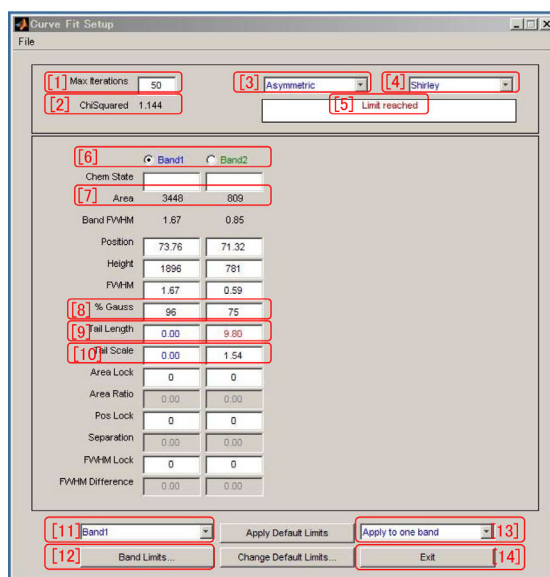 Curve Fit Setup
File
[1] Max Iterations 50 [3] Asymmetric [4] Shirley
[2] ChiSquared 1.144 [5] Limit reached
[6] Band1 Band2
Chem State
[7] Area 3448 809
Band FWHM 1.67 0.85
Position 73.76 71.32
Height 1896 781
FWHM 1.67 0.59
[8] % Gauss 96 75
[9] Tail Length 0.00 9.80
[10] Tail Scale 0.00 1.54
Area Lock 0 0
Area Ratio 0.00 0.00
Pos Lock 0 0
Separation 0.00 0.00
FWHM Lock 0 0
FWHM Difference 0.00 0.00
[11] Band1 Apply Default Limits Apply to one band [13]
[12] Band Limits... Change Default Limits... Exit [14]